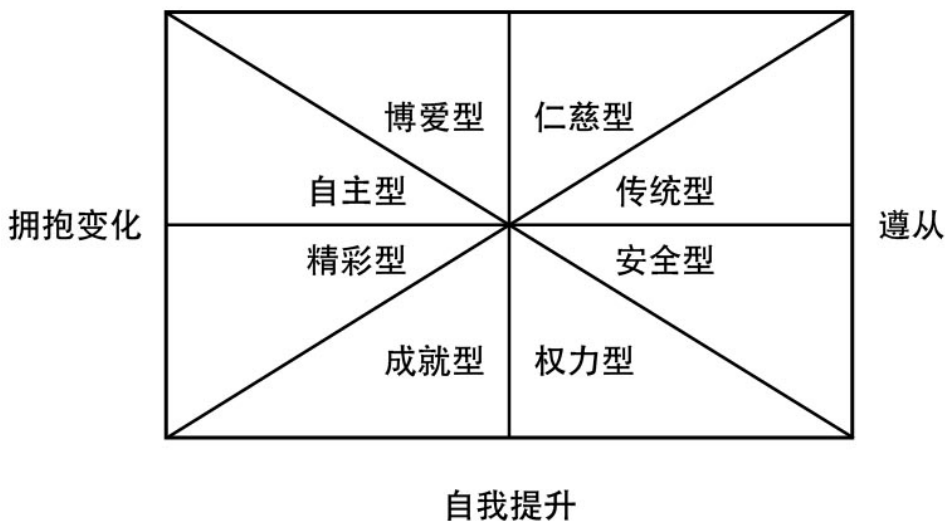 博爱型 仁慈型
自主型 传统型
拥抱变化 遵从
精彩型 安全型
成就型 权力型
自我提升